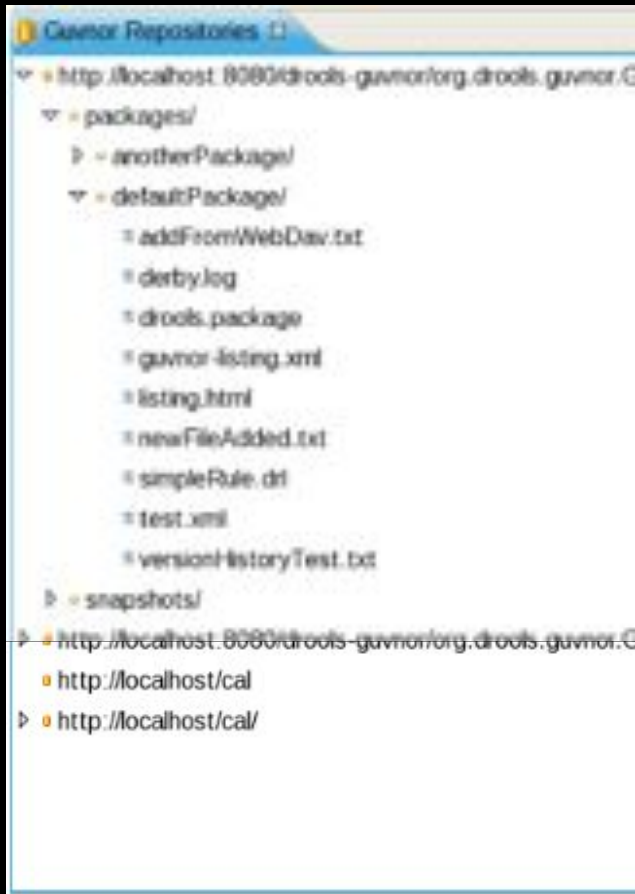 Guvnor Repositories
http://localhost:8080/drools-guvnor/org.drools.guvnor.G
packages/
anotherPackage/
defaultPackage/
addFromWebDav.txt
derby.log
drools.package
guvnor-listing.xml
listing.html
newFileAdded.txt
simpleRule.drl
test.xml
versionHistoryTest.txt
snapshots/
http://localhost:8080/drools-guvnor/org.drools.guvnor.G
http://localhost/cal
http://localhost/cal/